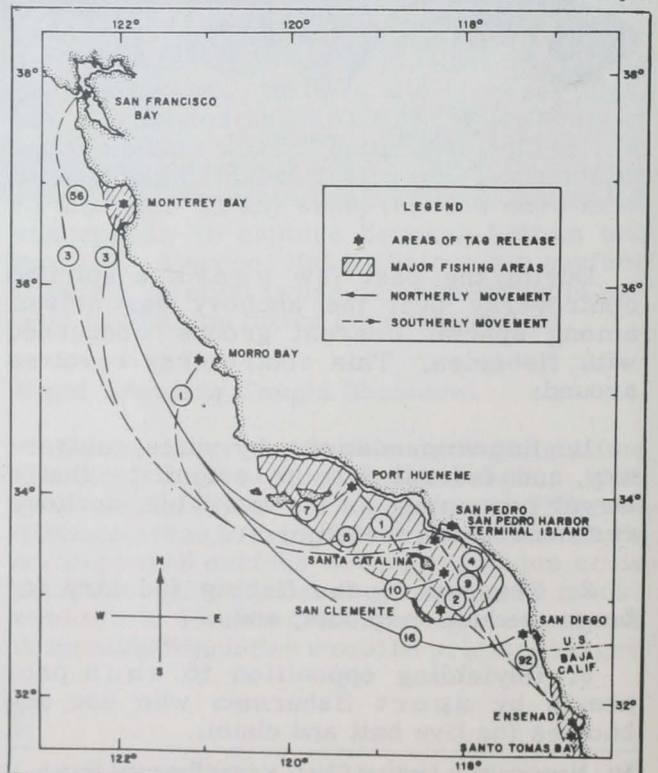 122°
120°
118°
38°
38°
SAN FRANCISCO
BAY
56
MONTEREY BAY
LEGEND
AREAS OF TAG RELEASE
MAJOR FISHING AREAS
NORTHERLY MOVEMENT
SOUTHERLY MOVEMENT
3
3
36°
36°
MORRO BAY
1
PORT HUENEME
34°
34°
SAN PEDRO
SAN PEDRO HARBOR
TERMINAL ISLAND
7
1
5
SANTA CATALINA
4
9
10
2
N
W
E
S
SAN CLEMENTE
16
SAN DIEGO
U.S.
BAJA
CALIF.
92
32°
32°
ENSENADA
SANTO TOMAS BAY
122°
120°
118°